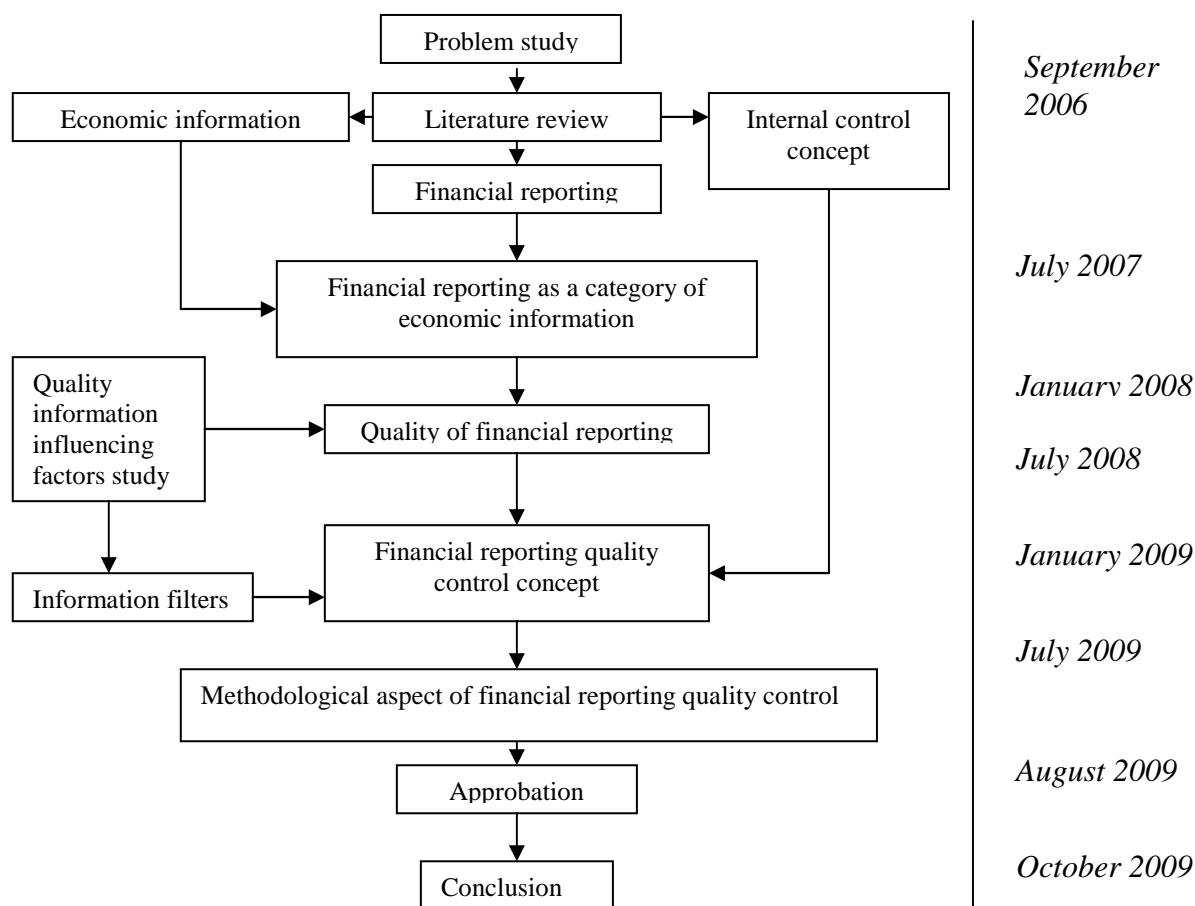 Problem study
September
2006
Economic information
Literature review
Internal control
concept
Financial reporting
July 2007
Financial reporting as a category of
economic information
Quality
information
influencing
factors study
January 2008
Quality of financial reporting
July 2008
Financial reporting quality
control concept
January 2009
Information filters
July 2009
Methodological aspect of financial reporting quality control
Approbation
August 2009
Conclusion
October 2009